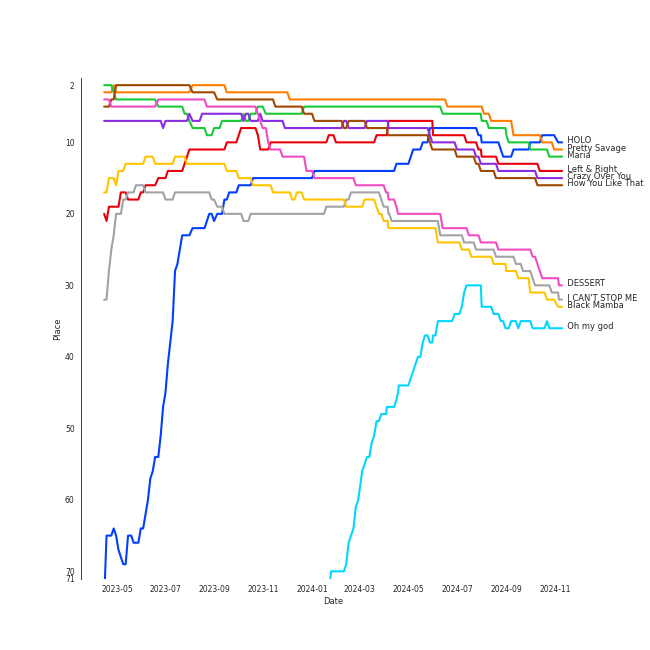 2
10
20
30
40
50
60
70
71
Place
2023-05
2023-07
2023-09
2023-11
2024-01
2024-03
2024-05
2024-07
2024-09
2024-11
Date
HOLO
Pretty Savage
Maria
Left & Right
Crazy Over You
How You Like That
DESSERT
I CAN'T STOP ME
Black Mamba
Oh my god